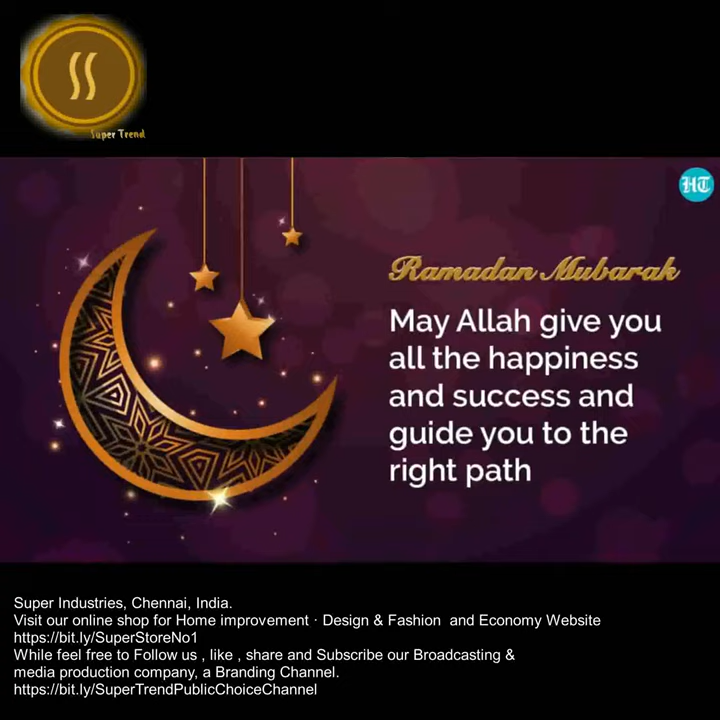 SS
Super Trend
HT
Ramadan Mubarak
May Allah give you
all the happiness
and success and
guide you to the
right path
Super Industries, Chennai, India.
Visit our online shop for Home improvement · Design & Fashion  and Economy Website
https://bit.ly/SuperStoreNo1
While feel free to Follow us , like , share and Subscribe our Broadcasting &
media production company, a Branding Channel.
https://bit.ly/SuperTrendPublicChoiceChannel